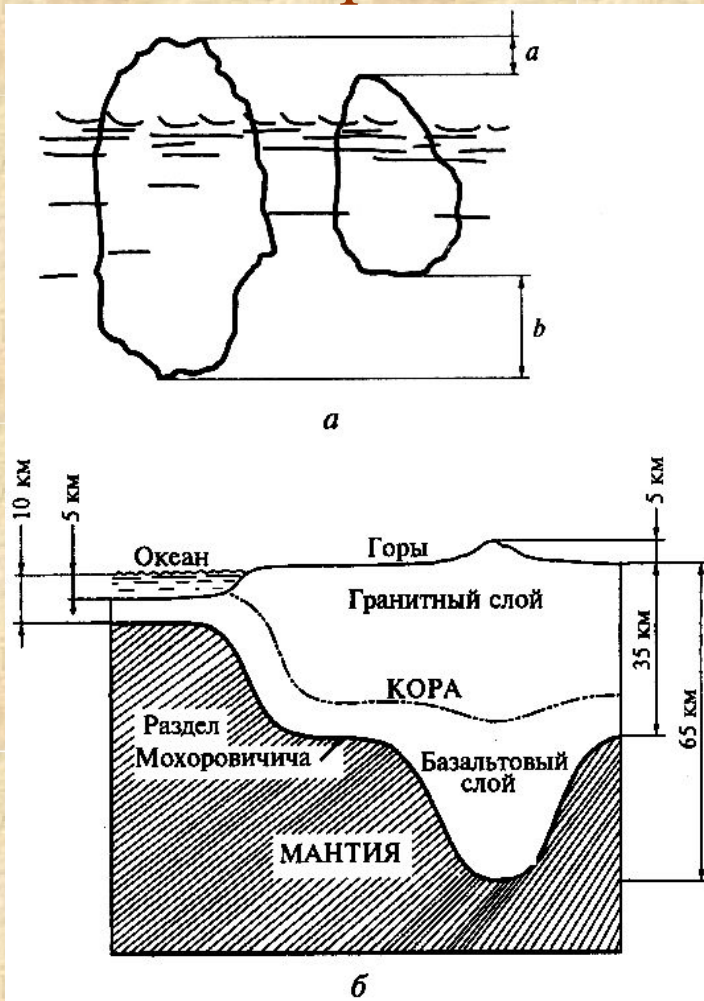 a
b
а
10 км
5 км
5 км
Океан
Горы
Гранитный слой
35 км
КОРА
65 км
Раздел
Мохоровичича
Базальтовый
слой
МАНТИЯ
б